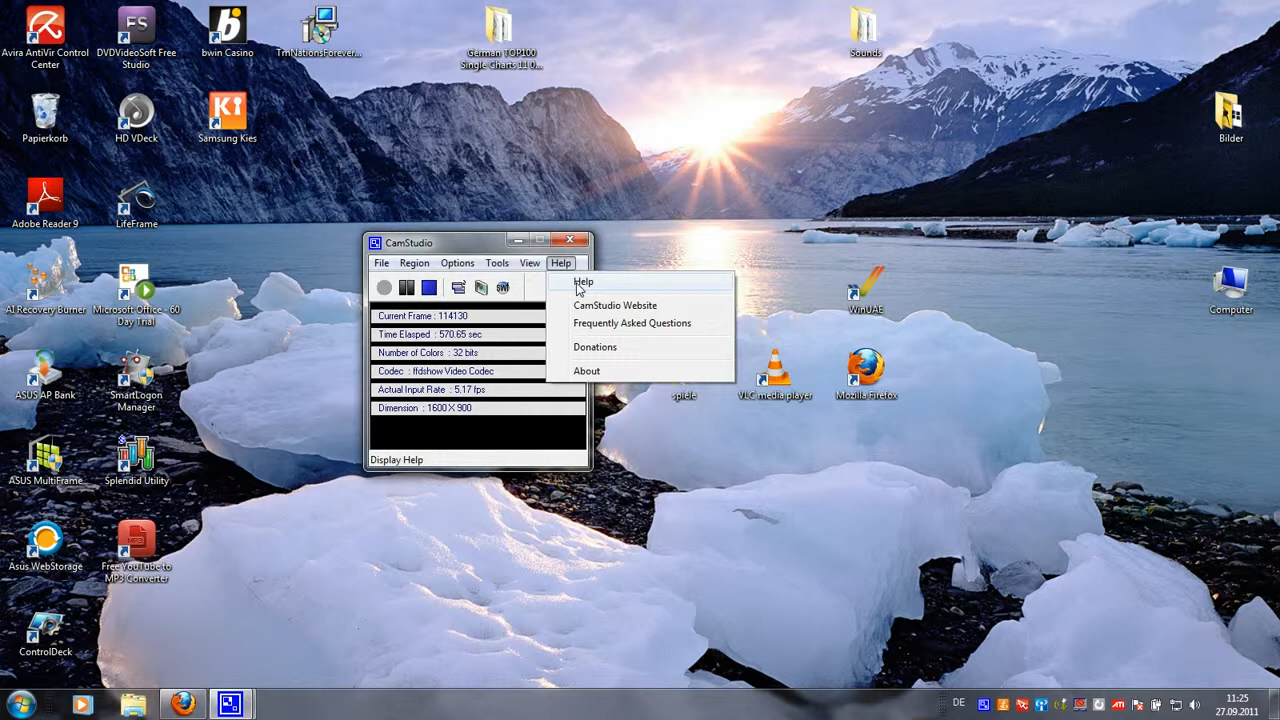 Avira AntiVir Control
Center
DVDVideoSoft Free
Studio
bwin Casino
TmNationsForever...
German TOP100
Single Charts 11 0...
Sounds
Papierkorb
HD VDeck
Samsung Kies
Bilder
Adobe Reader 9
LifeFrame
CamStudio
File Region Options Tools View Help
Help
CamStudio Website
Frequently Asked Questions
Donations
About
Current Frame : 114130
Time Elasped : 570.65 sec
Number of Colors : 32 bits
Codec : ffdshow Video Codec
Actual Input Rate : 5.17 fps
Dimension : 1600 X 900
Display Help
AI Recovery Burner
Microsoft Office - 60
Day Trial
WinUAE
Computer
ASUS AP Bank
SmartLogon
Manager
spiele
VLC media player
Mozilla Firefox
ASUS MultiFrame
Splendid Utility
Asus WebStorage
Free YouTube to
MP3 Converter
ControlDeck
DE
11:25
27.09.2011